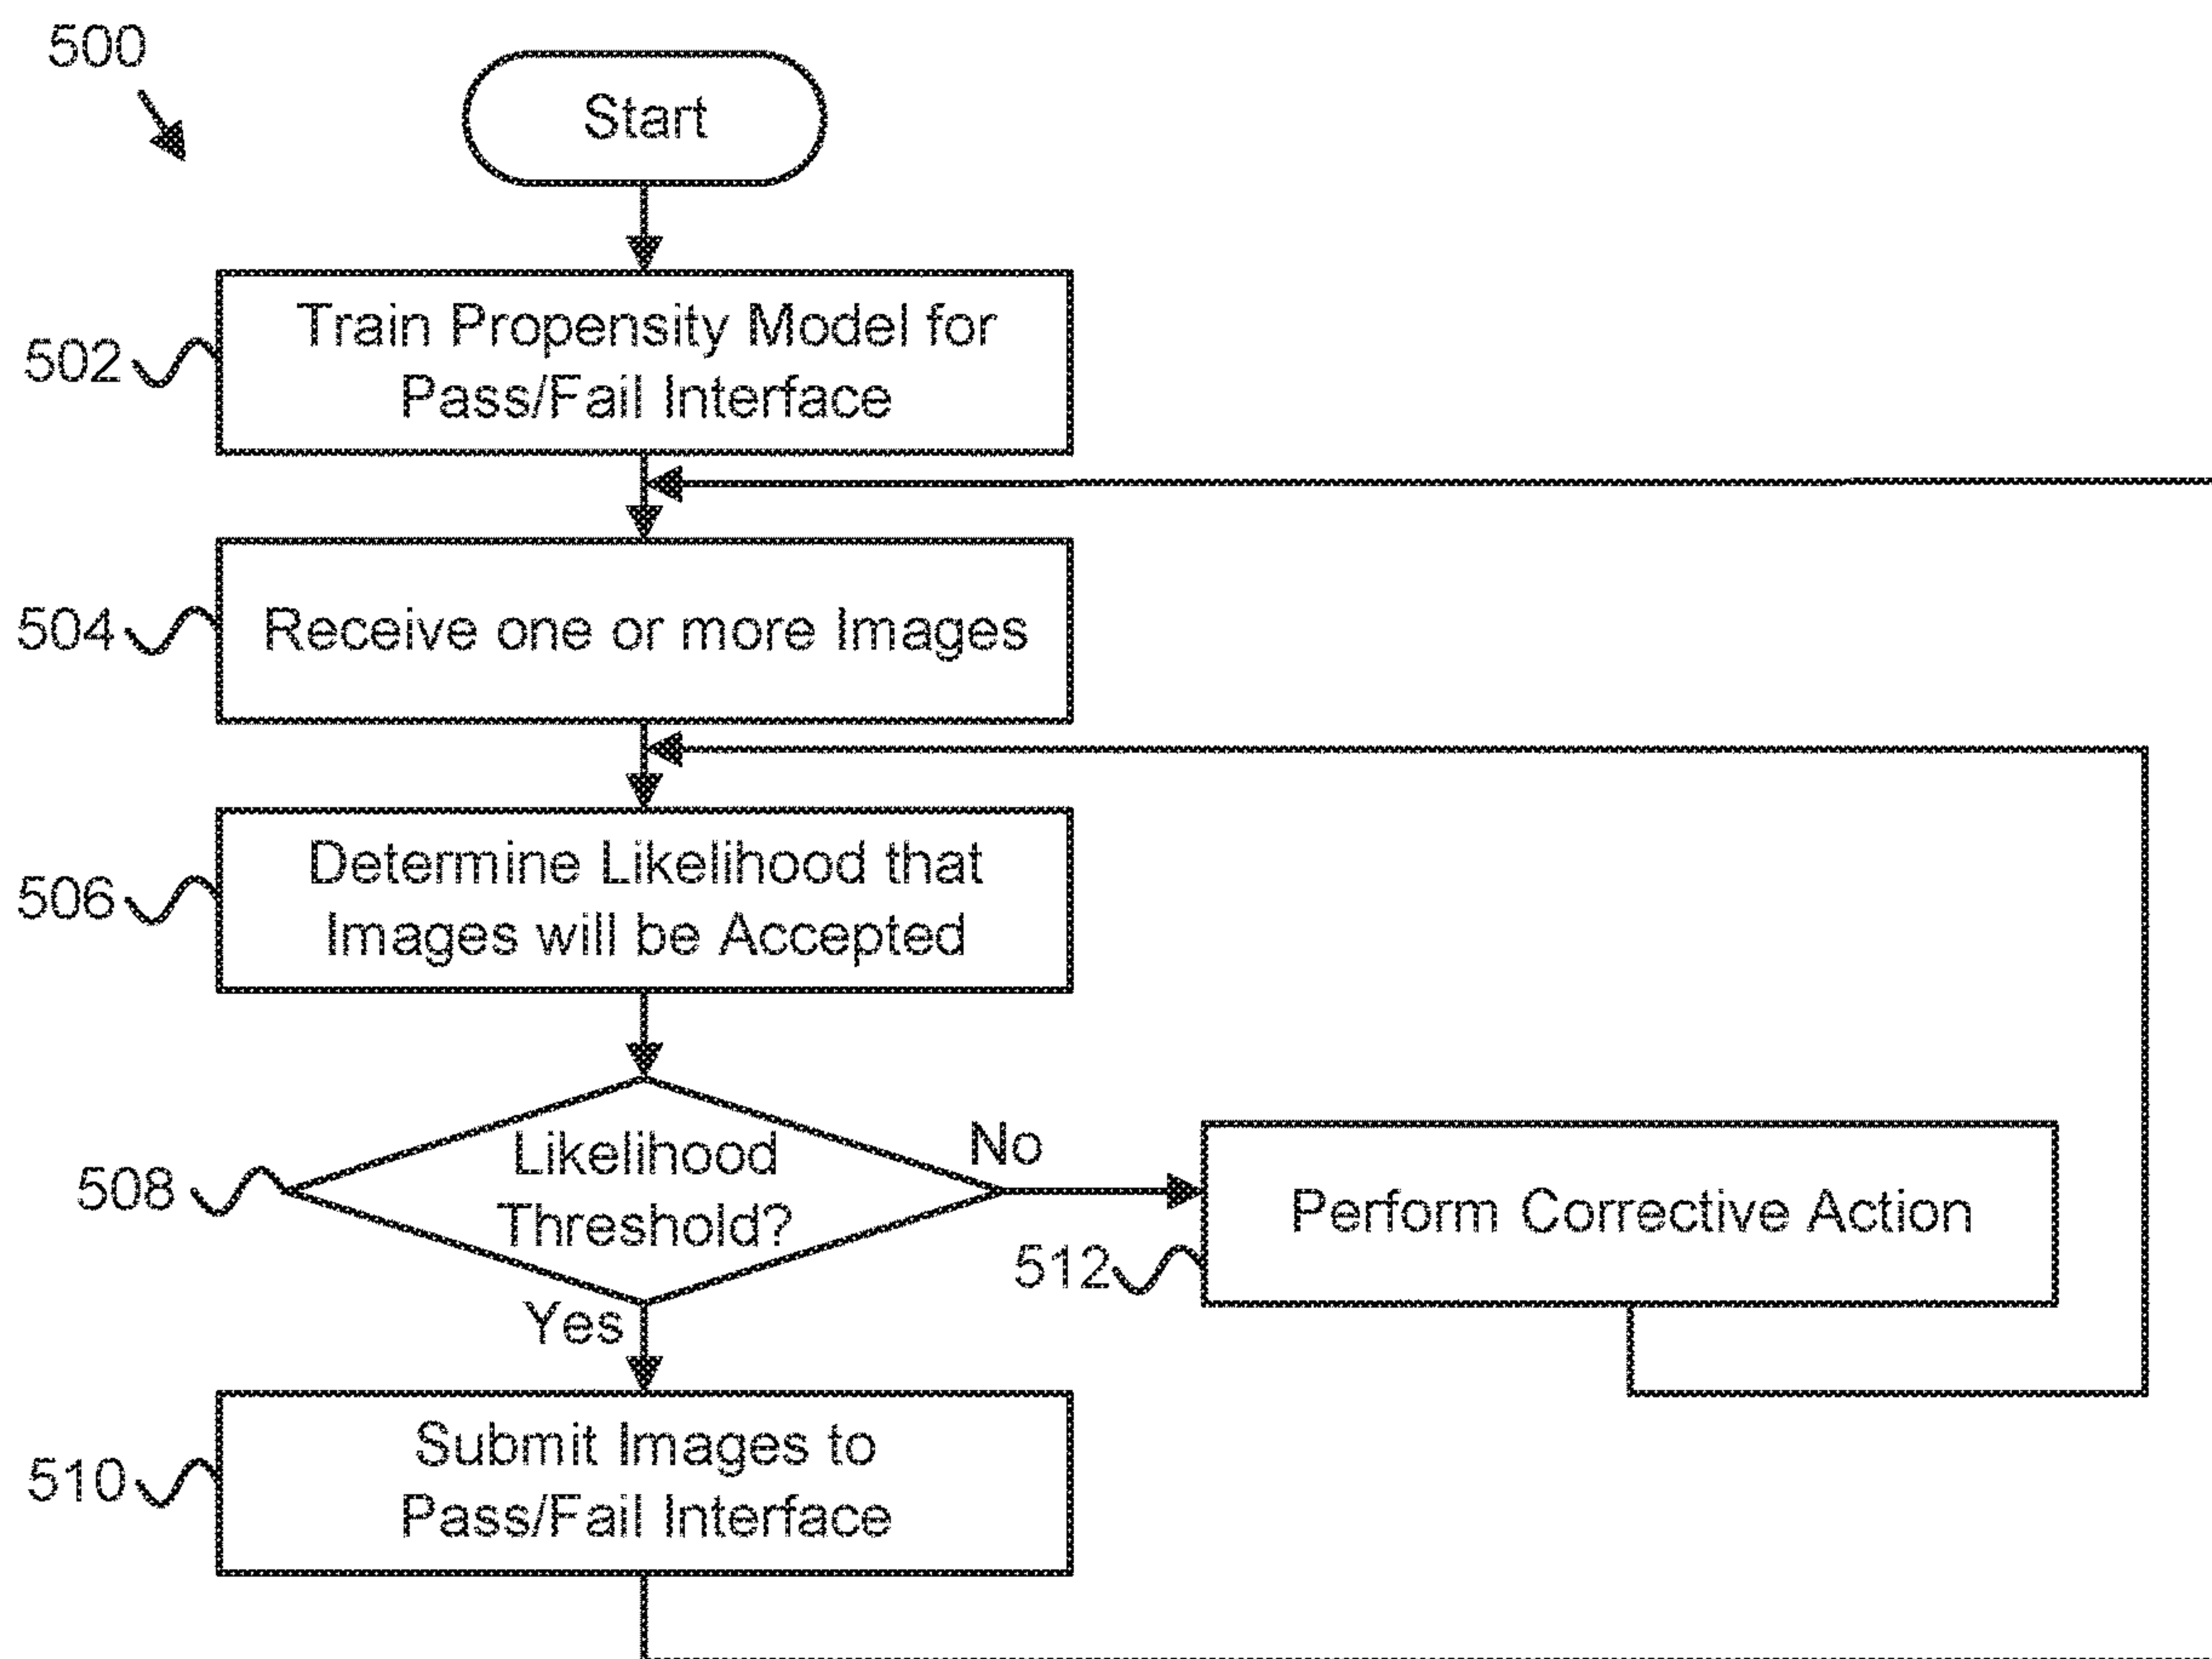 500
Start
502
Train Propensity Model for
Pass/Fail Interface
504
Receive one or more Images
506
Determine Likelihood that
Images will be Accepted
508
Likelihood
Threshold?
No
512
Perform Corrective Action
Yes
510
Submit Images to
Pass/Fail Interface